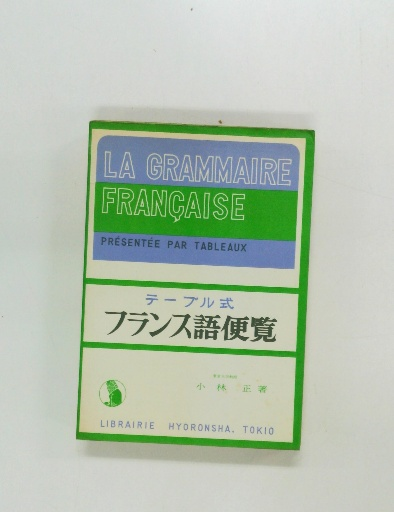 LA GRAMMAIRE
FRANÇAISE
PRÉSENTÉE PAR TABLEAUX
テーブル式
フランス語便覧
小林 正 著
LIBRAIRIE HYORONSHA, TOKIO